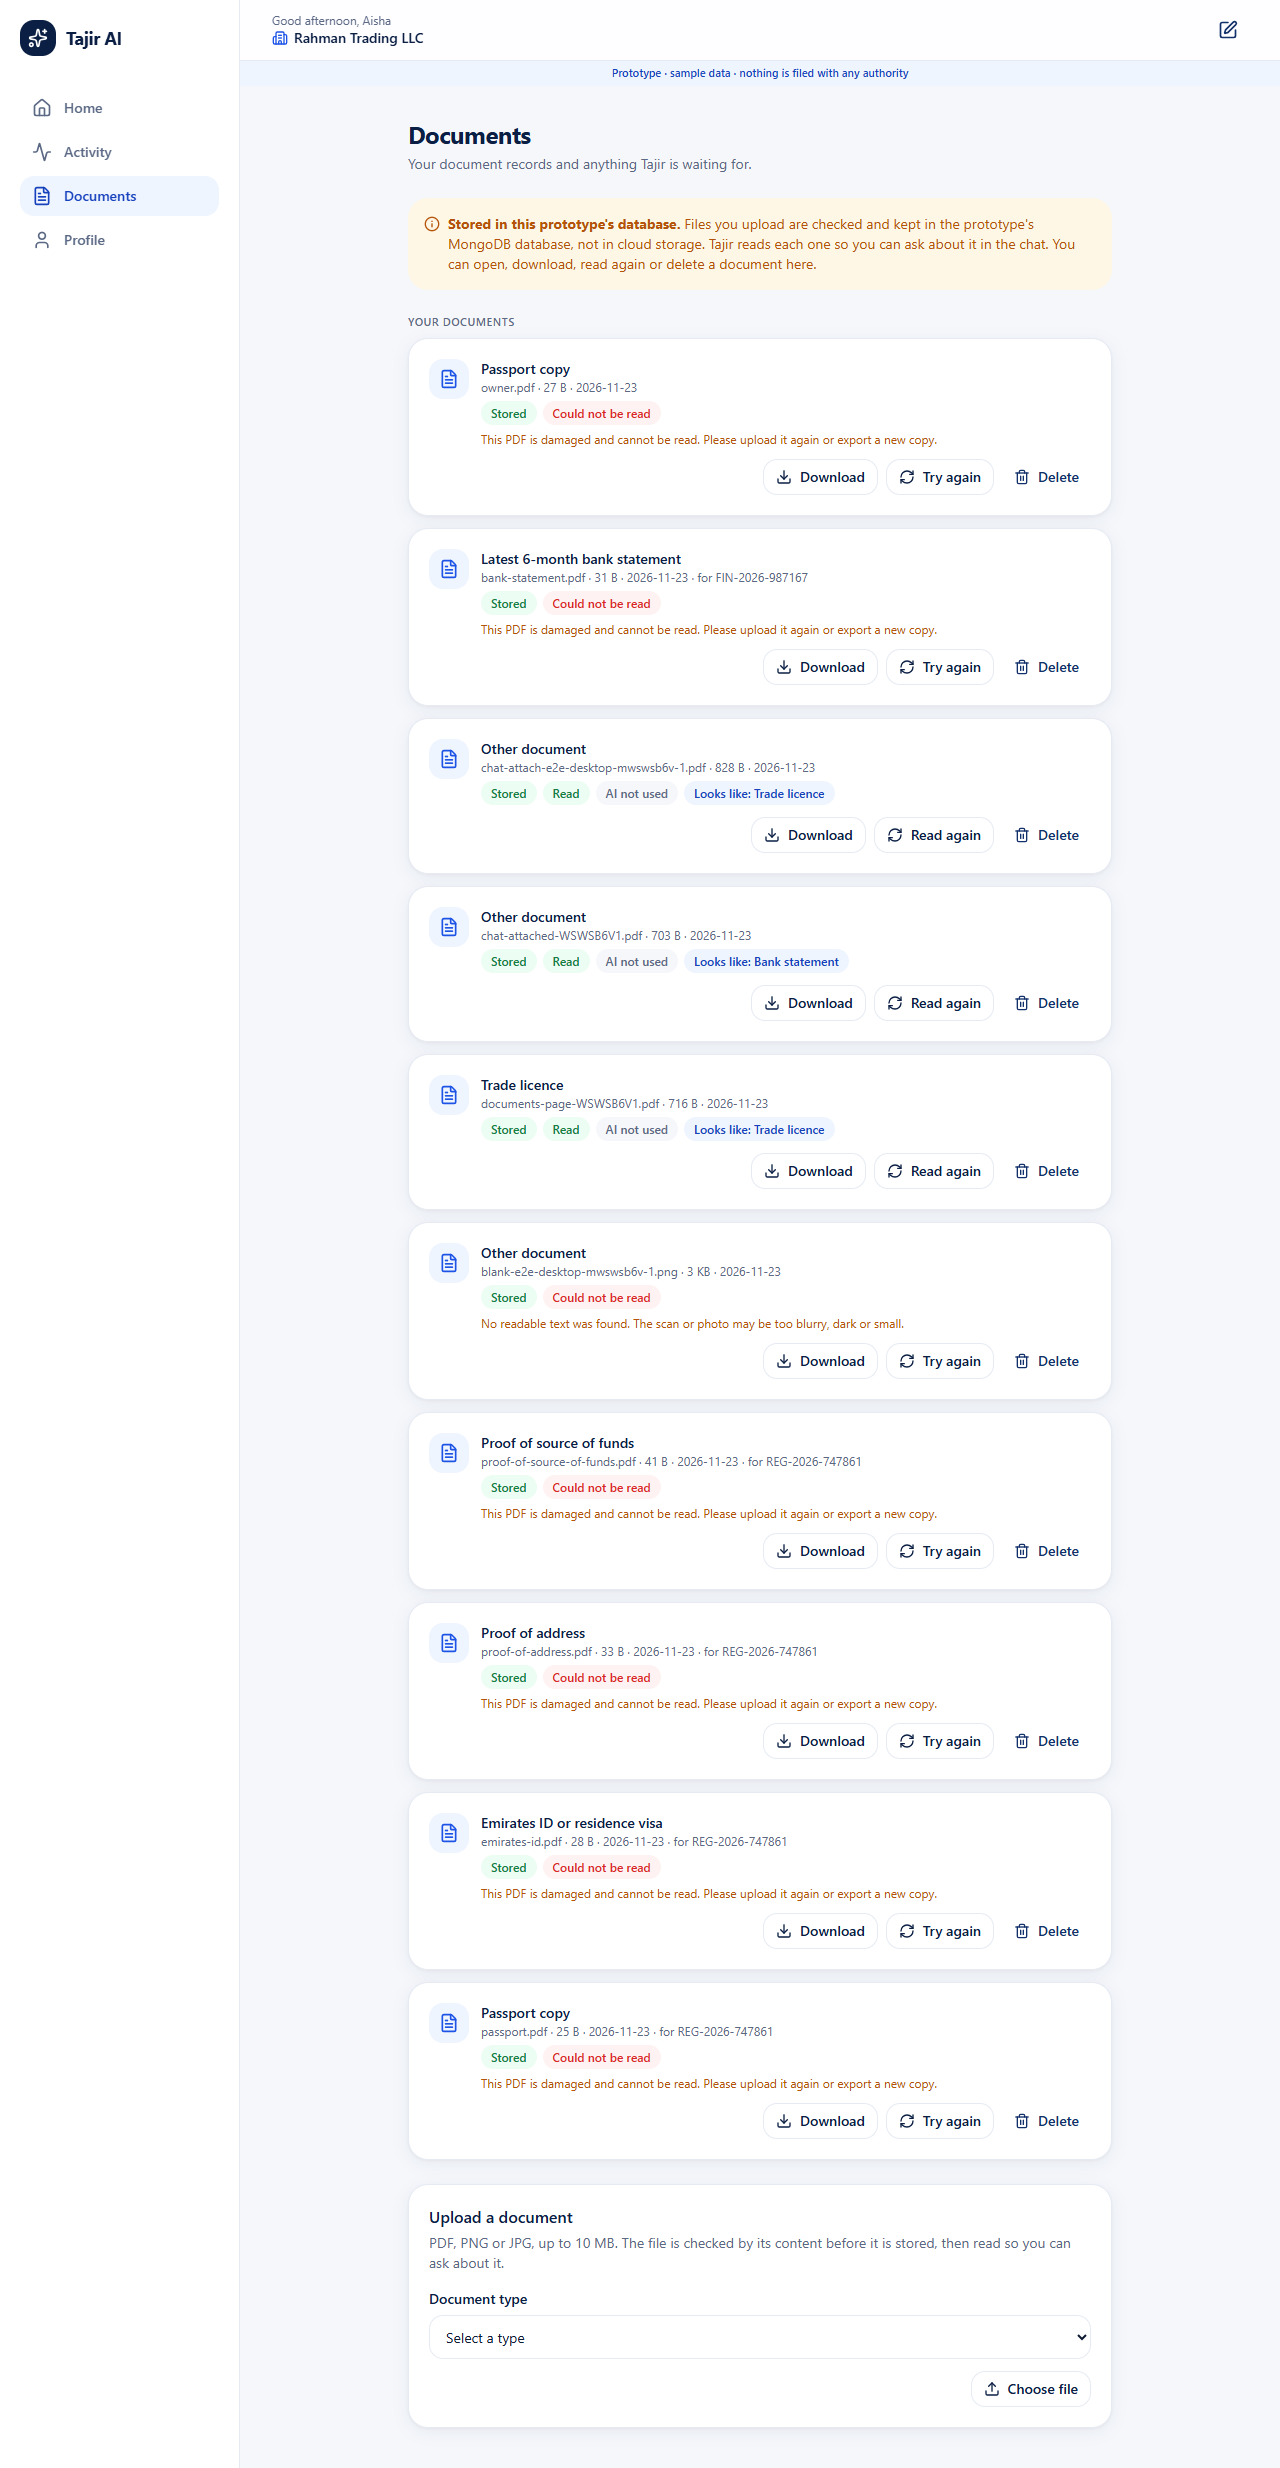 Tajir AI
Home
Activity
Documents
Profile
Good afternoon, Aisha
Rahman Trading LLC
Prototype · sample data · nothing is filed with any authority
Documents
Your document records and anything Tajir is waiting for.
Stored in this prototype's database. Files you upload are checked and kept in the prototype's
MongoDB database, not in cloud storage. Tajir reads each one so you can ask about it in the chat. You
can open, download, read again or delete a document here.
YOUR DOCUMENTS
Passport copy
owner.pdf · 27 B · 2026-11-23
Stored Could not be read
This PDF is damaged and cannot be read. Please upload it again or export a new copy.
Download Try again Delete
Latest 6-month bank statement
bank-statement.pdf · 31 B · 2026-11-23 · for FIN-2026-987167
Stored Could not be read
This PDF is damaged and cannot be read. Please upload it again or export a new copy.
Download Try again Delete
Other document
chat-attach-e2e-desktop-mwswsb6v-1.pdf · 828 B · 2026-11-23
Stored Read AI not used Looks like: Trade licence
Download Read again Delete
Other document
chat-attached-WSWSB6V1.pdf · 703 B · 2026-11-23
Stored Read AI not used Looks like: Bank statement
Download Read again Delete
Trade licence
documents-page-WSWSB6V1.pdf · 716 B · 2026-11-23
Stored Read AI not used Looks like: Trade licence
Download Read again Delete
Other document
blank-e2e-desktop-mwswsb6v-1.png · 3 KB · 2026-11-23
Stored Could not be read
No readable text was found. The scan or photo may be too blurry, dark or small.
Download Try again Delete
Proof of source of funds
proof-of-source-of-funds.pdf · 41 B · 2026-11-23 · for REG-2026-747861
Stored Could not be read
This PDF is damaged and cannot be read. Please upload it again or export a new copy.
Download Try again Delete
Proof of address
proof-of-address.pdf · 33 B · 2026-11-23 · for REG-2026-747861
Stored Could not be read
This PDF is damaged and cannot be read. Please upload it again or export a new copy.
Download Try again Delete
Emirates ID or residence visa
emirates-id.pdf · 28 B · 2026-11-23 · for REG-2026-747861
Stored Could not be read
This PDF is damaged and cannot be read. Please upload it again or export a new copy.
Download Try again Delete
Passport copy
passport.pdf · 25 B · 2026-11-23 · for REG-2026-747861
Stored Could not be read
This PDF is damaged and cannot be read. Please upload it again or export a new copy.
Download Try again Delete
Upload a document
PDF, PNG or JPG, up to 10 MB. The file is checked by its content before it is stored, then read so you can
ask about it.
Document type
Select a type
Choose file